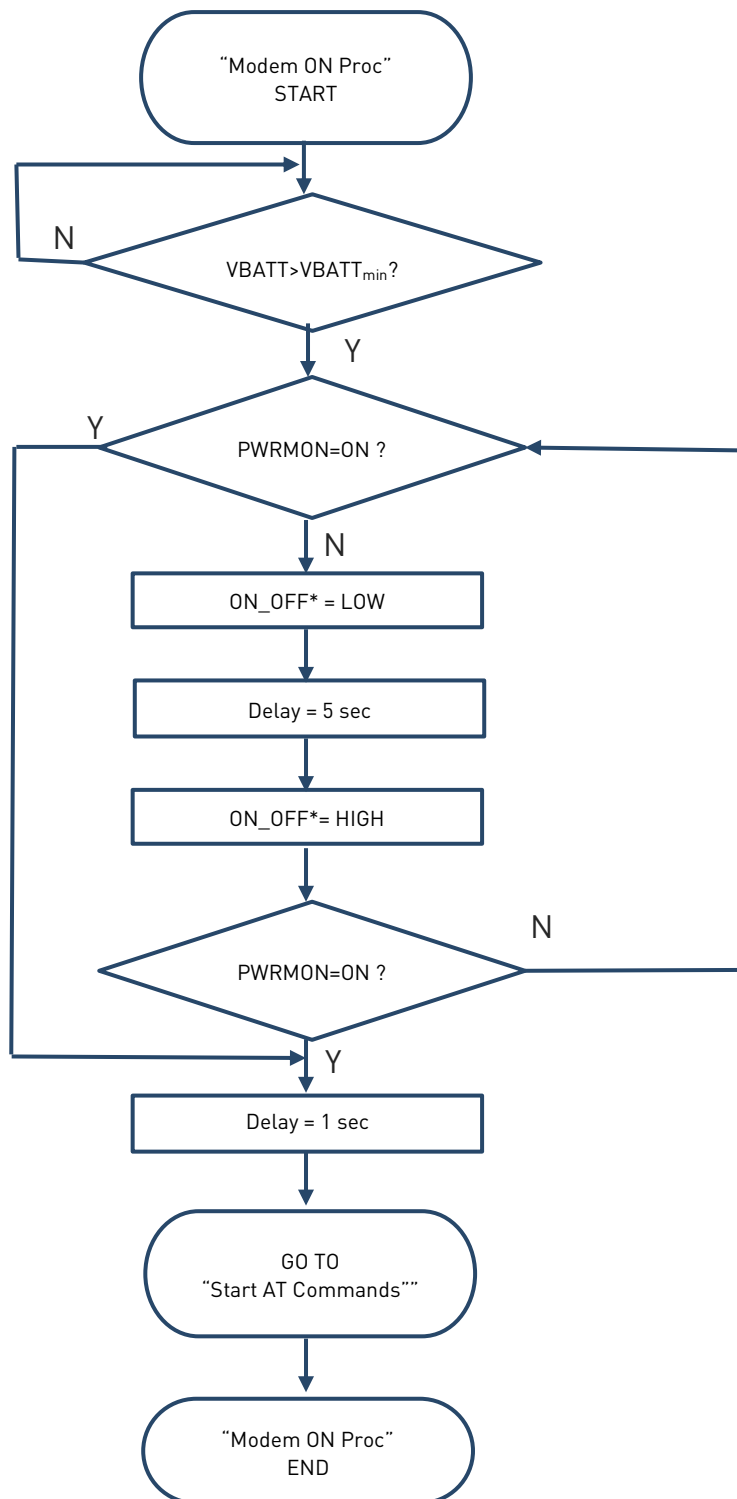 “Modem ON Proc”
START
N
VBATT>VBATTmin?
Y
Y
PWRMON=ON ?
N
ON_OFF* = LOW
Delay = 5 sec
ON_OFF*= HIGH
N
PWRMON=ON ?
Y
Delay = 1 sec
GO TO
“Start AT Commands””
“Modem ON Proc”
END